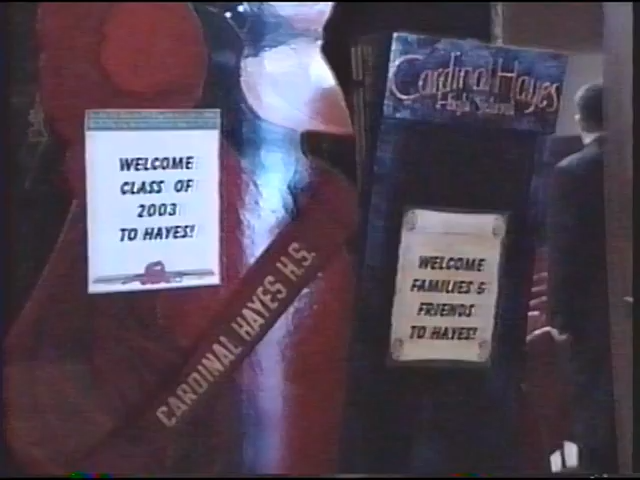 WELCOME
CLASS OF
2003
TO HAYES!
CARDINAL HAYES H.S.
Cardinal Hayes
High School
WELCOME
FAMILIES &
FRIENDS
TO HAYES!